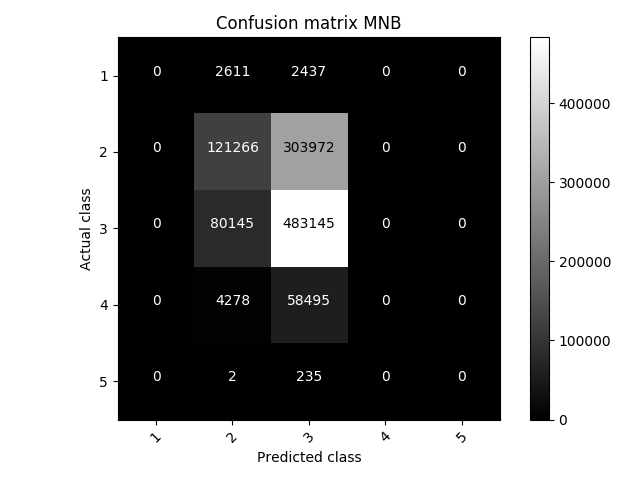 Confusion matrix MNB
1 0 2611 2437 0 0
2 0 121266 303972 0 0
3 0 80145 483145 0 0
4 0 4278 58495 0 0
5 0 2 235 0 0
1 2 3 4 5
Actual class
Predicted class
400000
300000
200000
100000
0